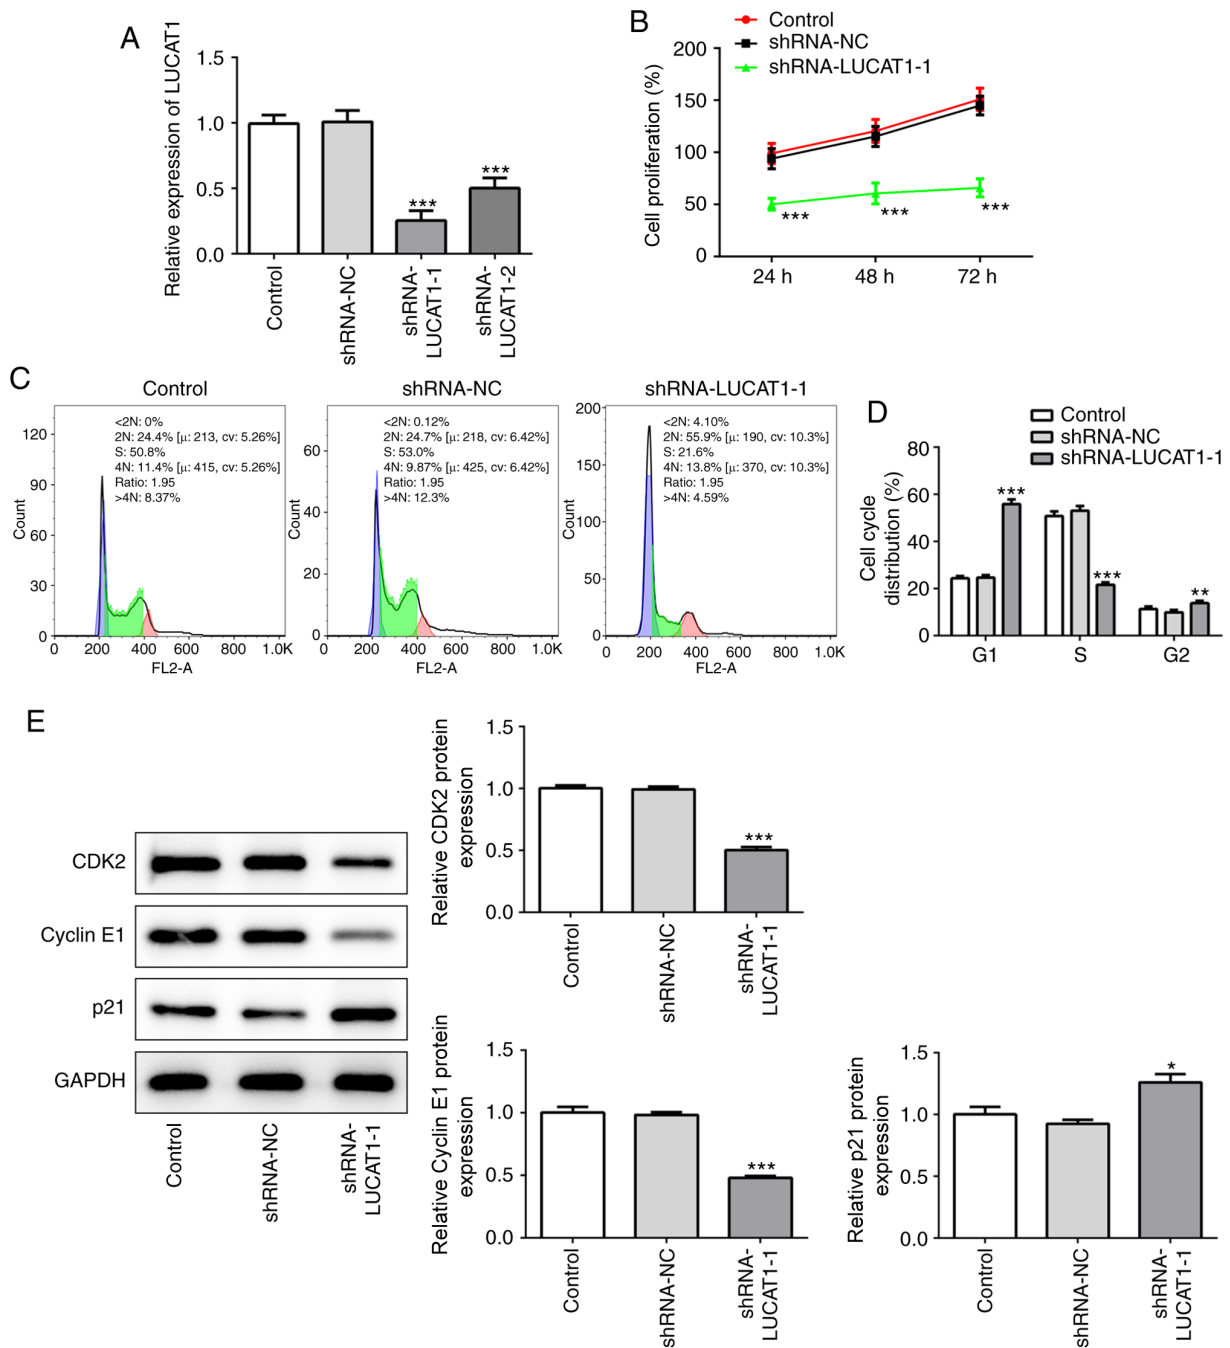 A
Relative expression of LUCAT1
1.5
1.0
0.5
0.0
***
***
Control
shRNA-NC
shRNA-
LUCAT1-1
shRNA-
LUCAT1-2
B
Control
shRNA-NC
shRNA-LUCAT1-1
Cell proliferation (%)
200
150
100
50
0
***
***
***
24 h
48 h
72 h
C
Control
Count
120
90
60
30
0
<2N: 0%
2N: 24.4% [μ: 213, cv: 5.26%]
S: 50.8%
4N: 11.4% [μ: 415, cv: 5.26%]
Ratio: 1.95
>4N: 8.37%
0 200 400 600 800 1.0K
FL2-A
shRNA-NC
Count
60
40
20
0
<2N: 0.12%
2N: 24.7% [μ: 218, cv: 6.42%]
S: 53.0%
4N: 9.87% [μ: 425, cv: 6.42%]
Ratio: 1.95
>4N: 12.3%
0 200 400 600 800 1.0K
FL2-A
shRNA-LUCAT1-1
Count
200
150
100
50
0
<2N: 4.10%
2N: 55.9% [μ: 190, cv: 10.3%]
S: 21.6%
4N: 13.8% [μ: 370, cv: 10.3%]
Ratio: 1.95
>4N: 4.59%
0 200 400 600 800 1.0K
FL2-A
D
Control
shRNA-NC
shRNA-LUCAT1-1
Cell cycle
distribution (%)
80
60
40
20
0
***
***
**
G1
S
G2
E
CDK2
Cyclin E1
p21
GAPDH
Control
shRNA-NC
shRNA-
LUCAT1-1
Relative CDK2 protein
expression
1.5
1.0
0.5
0.0
***
Control
shRNA-NC
shRNA-
LUCAT1-1
Relative Cyclin E1 protein
expression
1.5
1.0
0.5
0.0
***
Control
shRNA-NC
shRNA-
LUCAT1-1
Relative p21 protein
expression
1.5
1.0
0.5
0.0
*
Control
shRNA-NC
shRNA-
LUCAT1-1